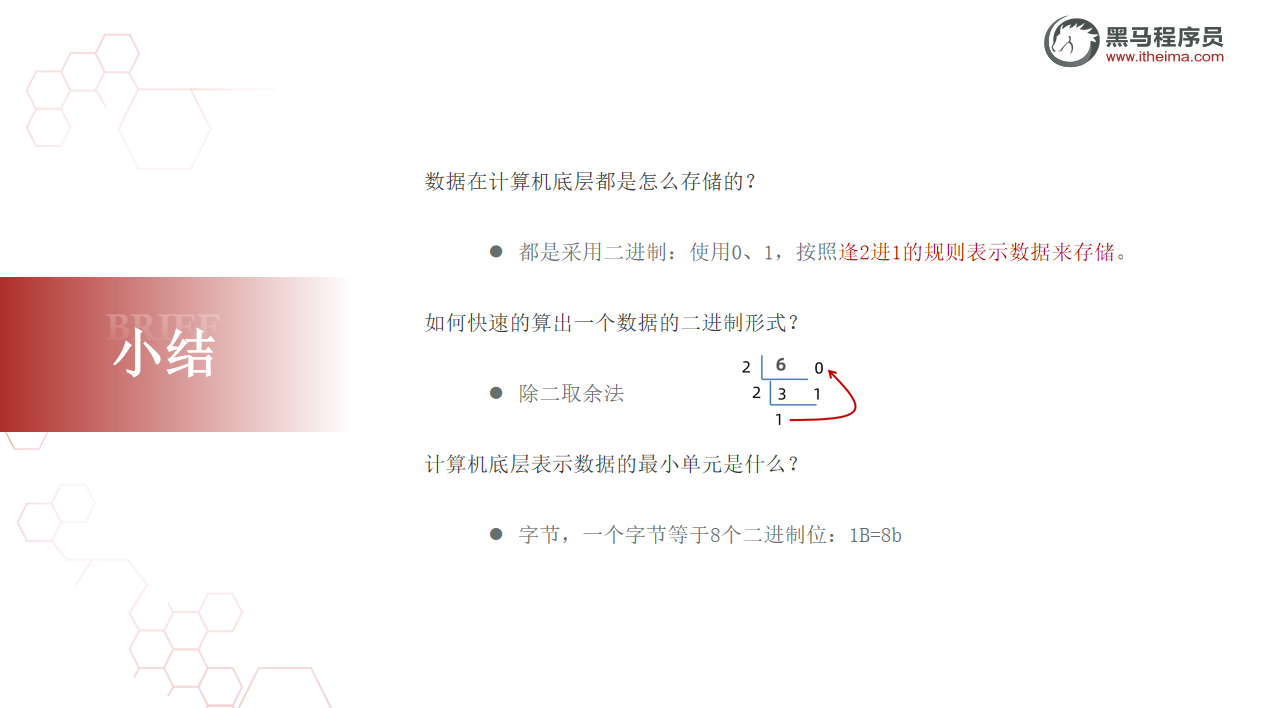 黑马程序员
www.itheima.com
数据在计算机底层都是怎么存储的？
● 都是采用二进制：使用0、1，按照逢2进1的规则表示数据来存储。
BRIEF
小结
如何快速的算出一个数据的二进制形式？
● 除二取余法
2 6 0
2 3 1
1
计算机底层表示数据的最小单元是什么？
● 字节，一个字节等于8个二进制位：1B=8b